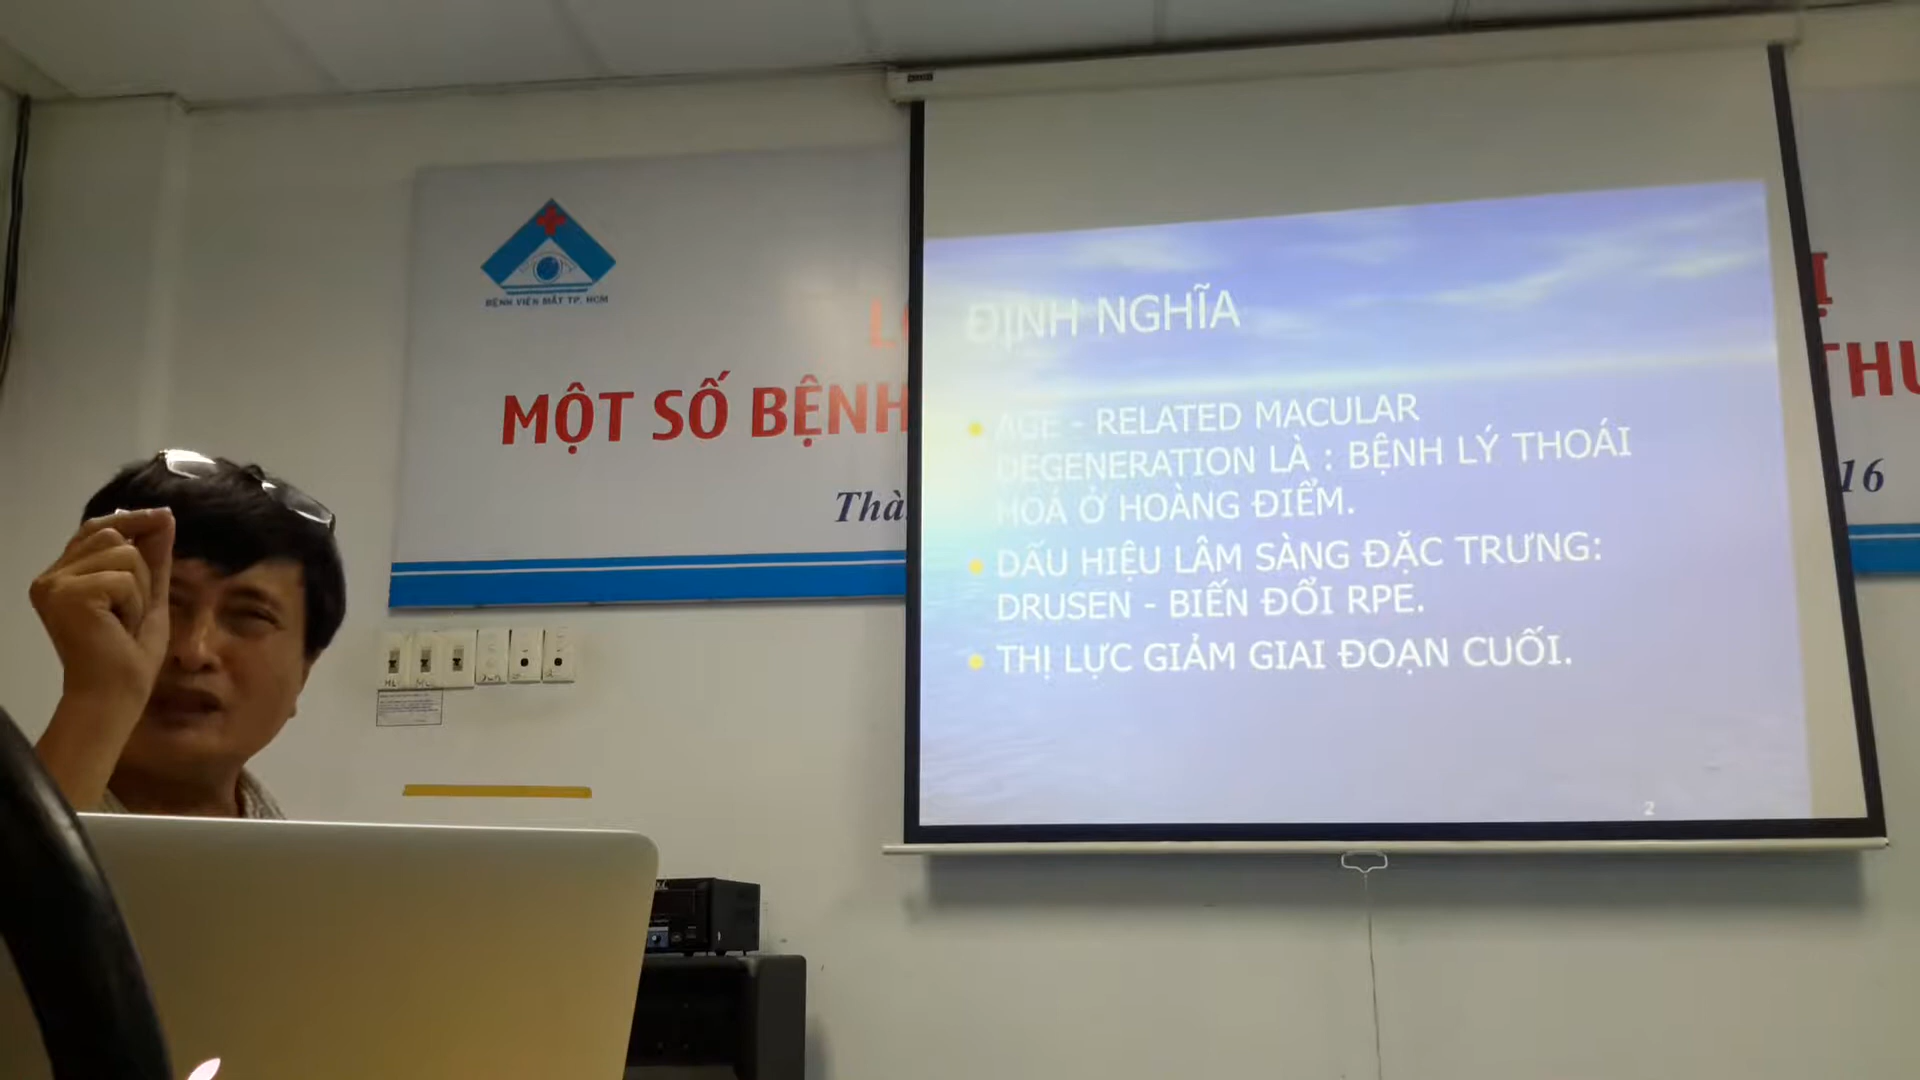 BỆNH VIỆN MẮT TP. HCM
MỘT SỐ BỆNH
THU
16
ĐỊNH NGHĨA
AGE - RELATED MACULAR
DEGENERATION LÀ : BỆNH LÝ THOÁI
HOÁ Ở HOÀNG ĐIỂM.
DẤU HIỆU LÂM SÀNG ĐẶC TRƯNG:
DRUSEN - BIẾN ĐỔI RPE.
THỊ LỰC GIẢM GIAI ĐOẠN CUỐI.
2